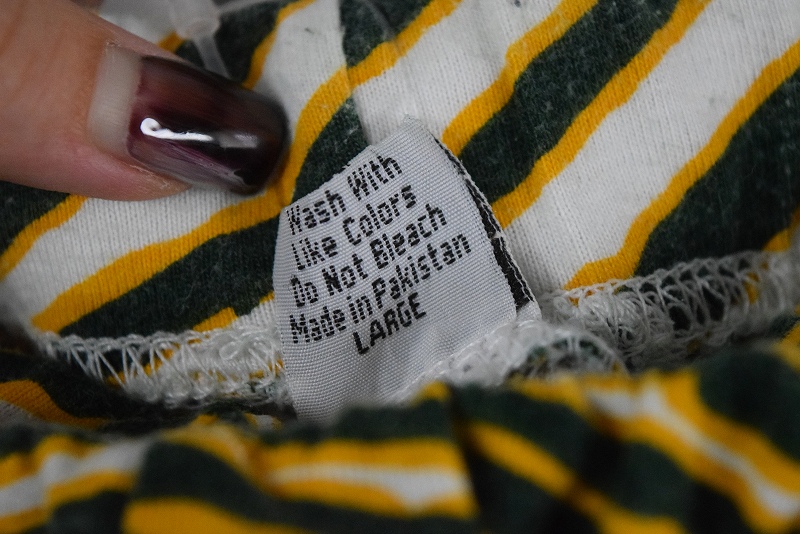 Wash With
Like Colors
Do Not Bleach
Made in Pakistan
LARGE